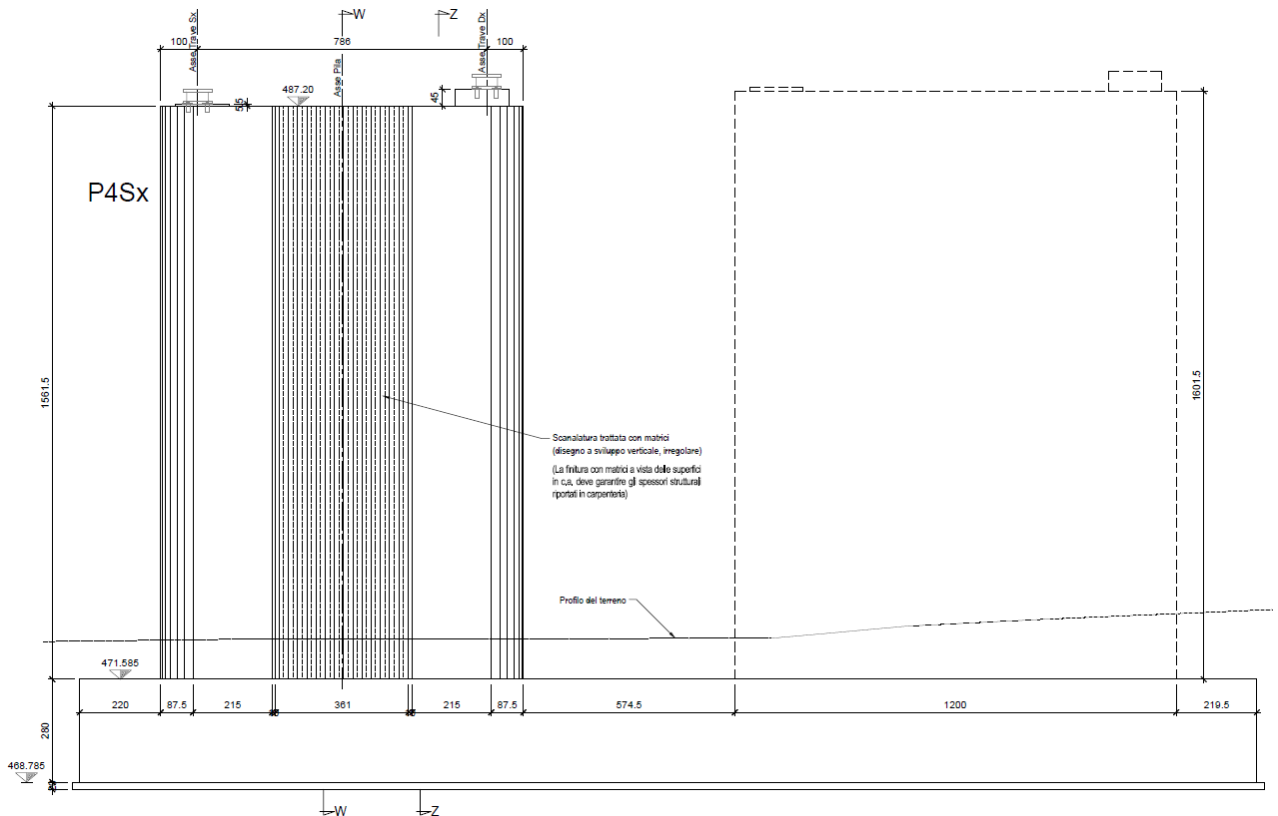 W
Z
Asse Trave Sx
100
786
Asse Trave Dx
100
Asse Pila
487.20
5.5
45
P4Sx
1561.5
1601.5
Scanalatura trattata con matrici
(disegno a sviluppo verticale, irregolare)
(La finitura con matrici a vista delle superfici
in c.a. deve garantire gli spessori strutturali
riportati in carpenteria)
Profilo del terreno
471.585
220
87.5
215
361
215
87.5
574.5
1200
219.5
280
468.785
W
Z